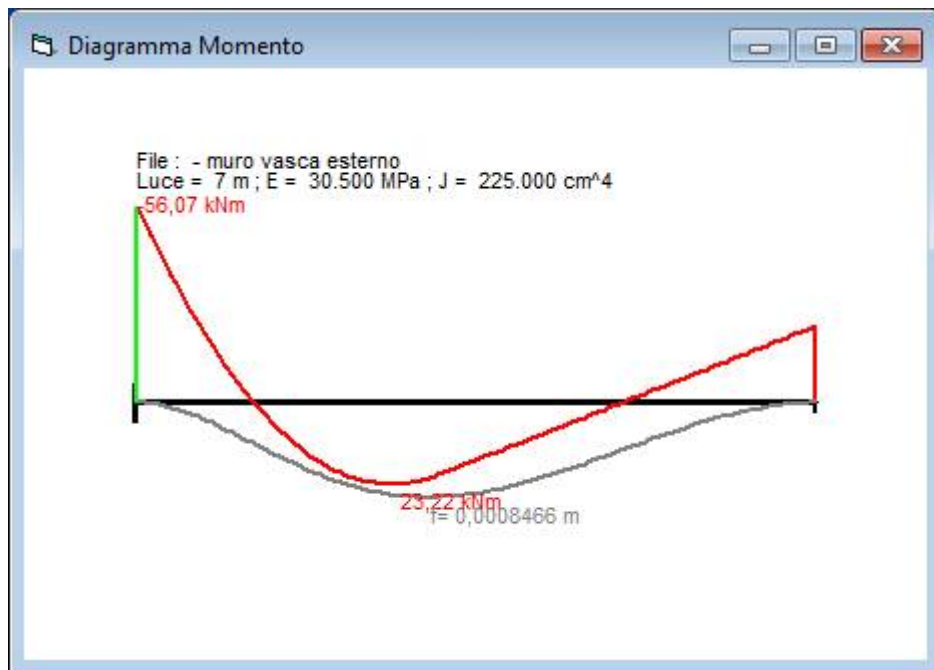 Diagramma Momento
File :  - muro vasca esterno
Luce =  7 m ; E =  30.500 MPa ; J =  225.000 cm^4
-56,07 kNm
23,22 kNm
f= 0,0008466 m